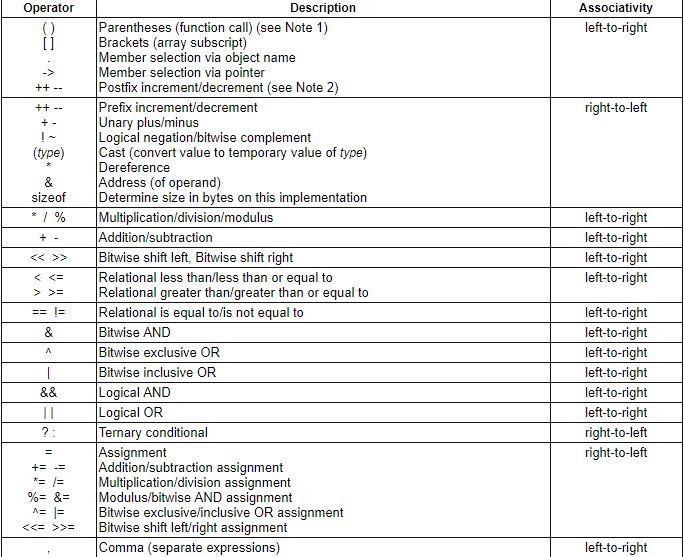 Operator Description Associativity
( ) Parentheses (function call) (see Note 1) left-to-right
[ ] Brackets (array subscript)
. Member selection via object name
-> Member selection via pointer
++ -- Postfix increment/decrement (see Note 2)
++ -- Prefix increment/decrement right-to-left
+ - Unary plus/minus
! ~ Logical negation/bitwise complement
(type) Cast (convert value to temporary value of type)
* Dereference
& Address (of operand)
sizeof Determine size in bytes on this implementation
* / % Multiplication/division/modulus left-to-right
+ - Addition/subtraction left-to-right
<< >> Bitwise shift left, Bitwise shift right left-to-right
< <= Relational less than/less than or equal to left-to-right
> >= Relational greater than/greater than or equal to
== != Relational is equal to/is not equal to left-to-right
& Bitwise AND left-to-right
^ Bitwise exclusive OR left-to-right
| Bitwise inclusive OR left-to-right
&& Logical AND left-to-right
| | Logical OR left-to-right
? : Ternary conditional right-to-left
= Assignment right-to-left
+= -= Addition/subtraction assignment
*= /= Multiplication/division assignment
%= &= Modulus/bitwise AND assignment
^= |= Bitwise exclusive/inclusive OR assignment
<<= >>= Bitwise shift left/right assignment
, Comma (separate expressions) left-to-right